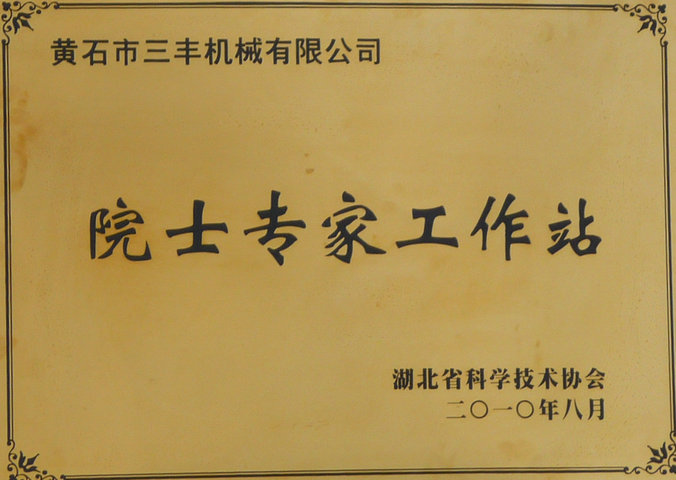 黄石市三丰机械有限公司
院士专家工作站
湖北省科学技术协会
二〇一〇年八月